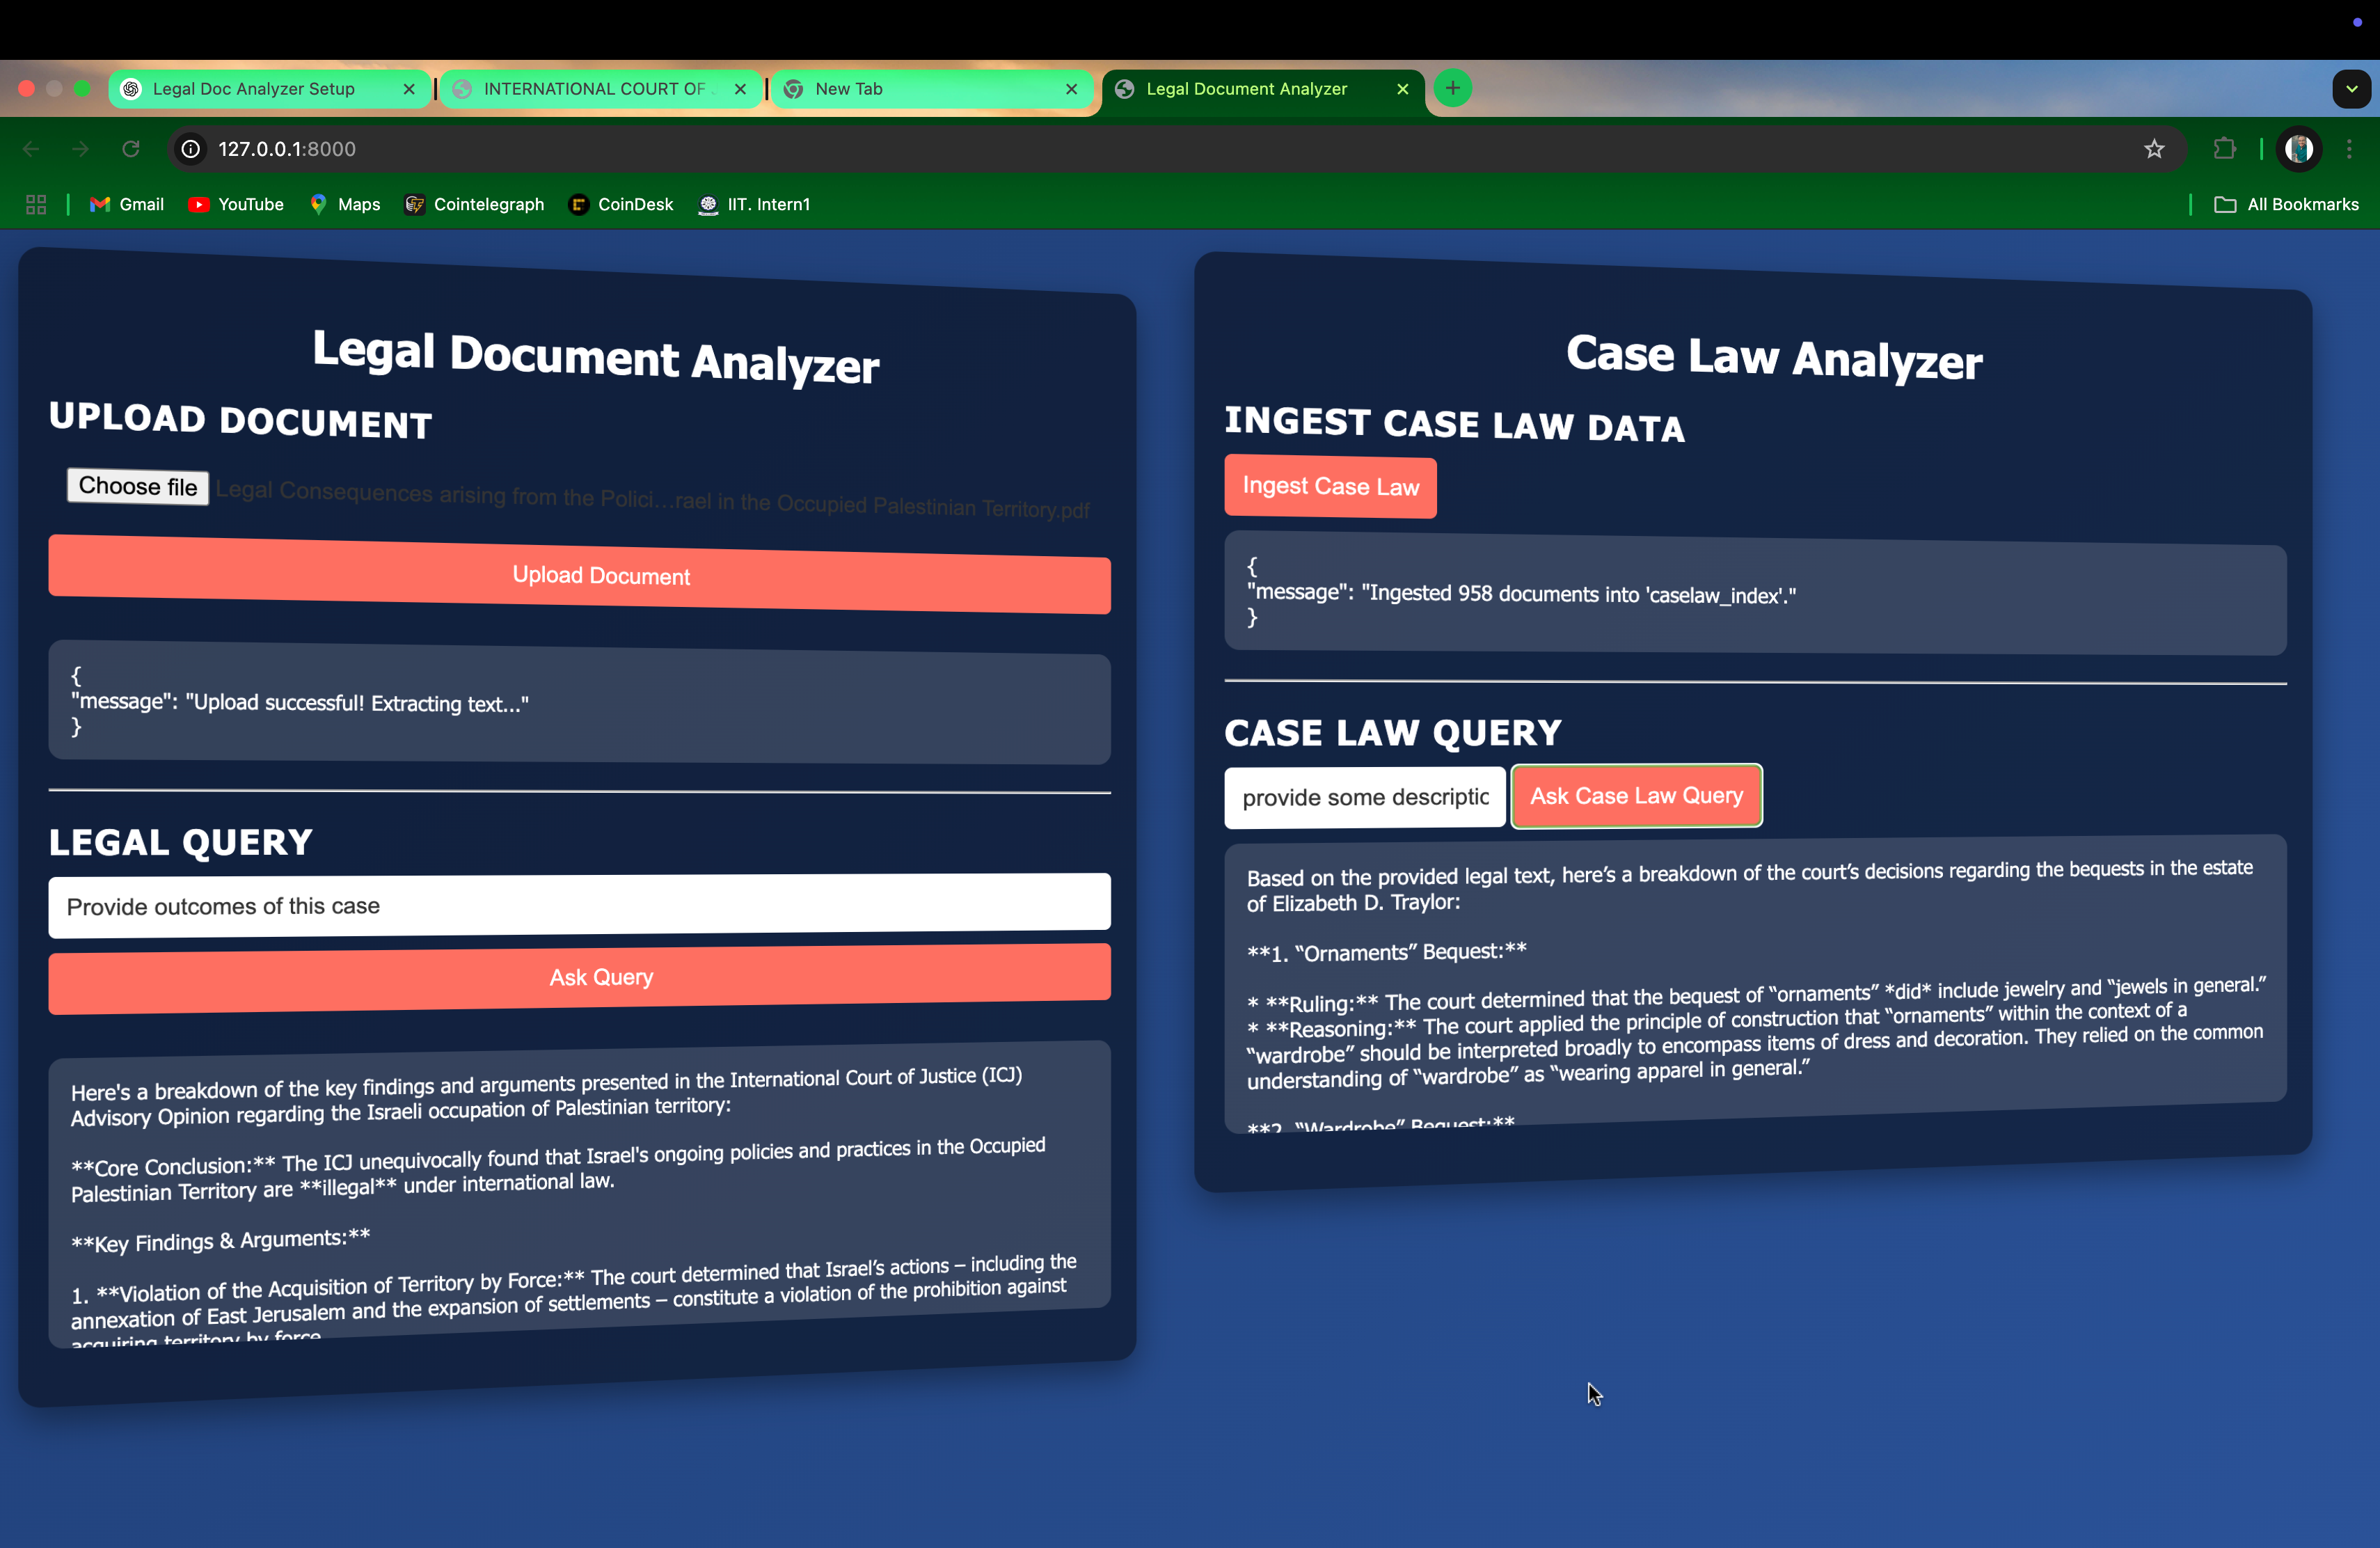 Legal Doc Analyzer Setup
INTERNATIONAL COURT OF
New Tab
Legal Document Analyzer
127.0.0.1:8000
Gmail
YouTube
Maps
Cointelegraph
CoinDesk
IIT. Intern1
All Bookmarks
Legal Document Analyzer
UPLOAD DOCUMENT
Choose file Legal Consequences arising from the Polici...rael in the Occupied Palestinian Territory.pdf
Upload Document
{
"message": "Upload successful! Extracting text..."
}
LEGAL QUERY
Provide outcomes of this case
Ask Query
Here's a breakdown of the key findings and arguments presented in the International Court of Justice (ICJ)
Advisory Opinion regarding the Israeli occupation of Palestinian territory:
**Core Conclusion:** The ICJ unequivocally found that Israel's ongoing policies and practices in the Occupied
Palestinian Territory are **illegal** under international law.
**Key Findings & Arguments:**
1. **Violation of the Acquisition of Territory by Force:** The court determined that Israel’s actions – including the
annexation of East Jerusalem and the expansion of settlements – constitute a violation of the prohibition against
acquiring territory by force
Case Law Analyzer
INGEST CASE LAW DATA
Ingest Case Law
{
"message": "Ingested 958 documents into 'caselaw_index'."
}
CASE LAW QUERY
provide some descriptic
Ask Case Law Query
Based on the provided legal text, here’s a breakdown of the court’s decisions regarding the bequests in the estate
of Elizabeth D. Traylor:
**1. “Ornaments” Bequest:**
* **Ruling:** The court determined that the bequest of “ornaments” *did* include jewelry and “jewels in general.”
* **Reasoning:** The court applied the principle of construction that “ornaments” within the context of a
“wardrobe” should be interpreted broadly to encompass items of dress and decoration. They relied on the common
understanding of “wardrobe” as “wearing apparel in general.”
**2. “Wardrobe” Bequest:**